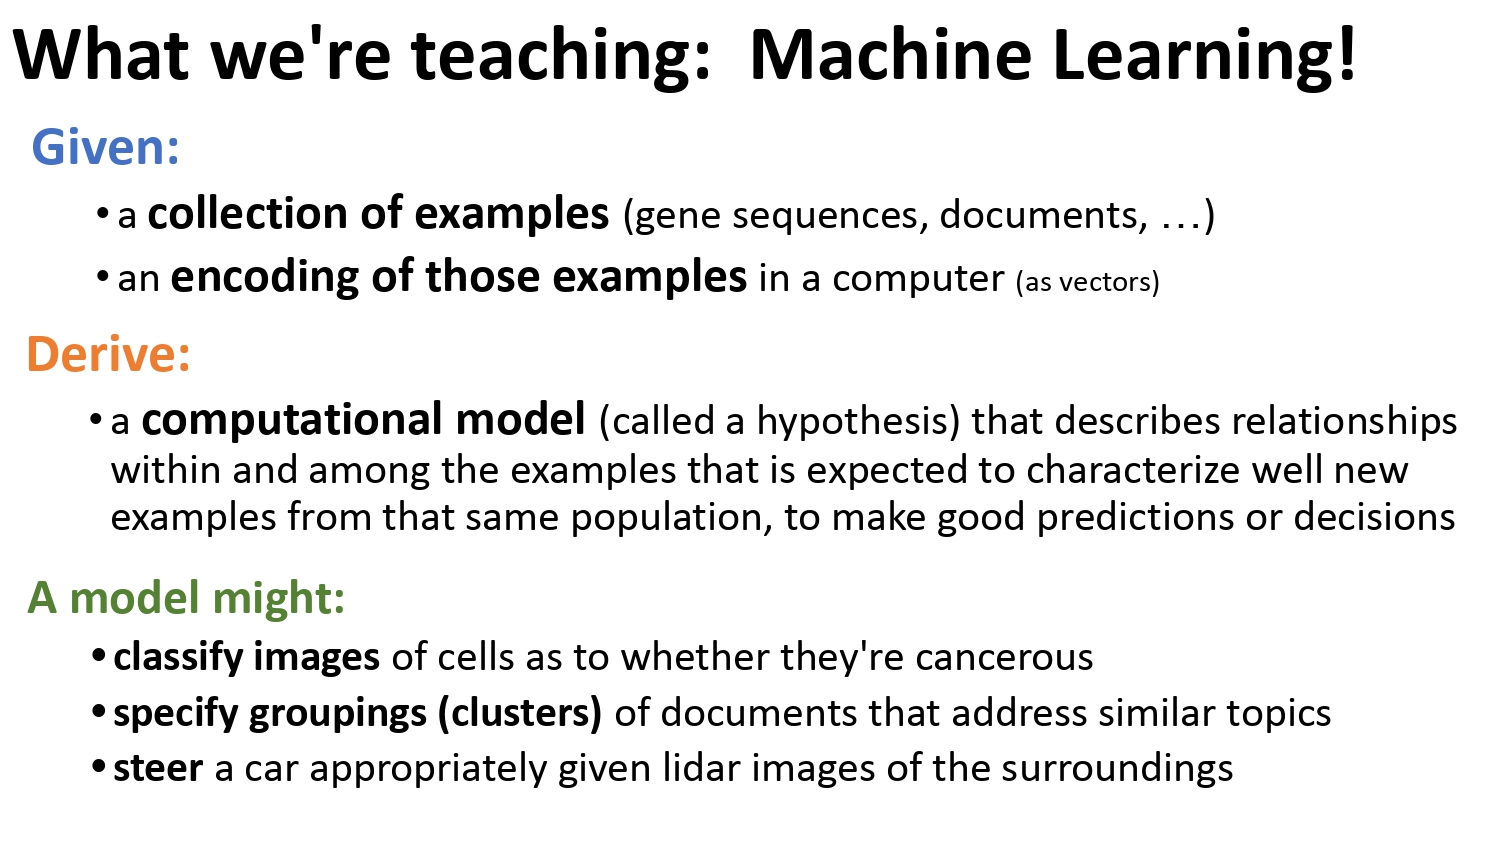 What we're teaching:  Machine Learning!
Given:
• a collection of examples (gene sequences, documents, …)
• an encoding of those examples in a computer (as vectors)
Derive:
• a computational model (called a hypothesis) that describes relationships
within and among the examples that is expected to characterize well new
examples from that same population, to make good predictions or decisions
A model might:
• classify images of cells as to whether they're cancerous
• specify groupings (clusters) of documents that address similar topics
• steer a car appropriately given lidar images of the surroundings